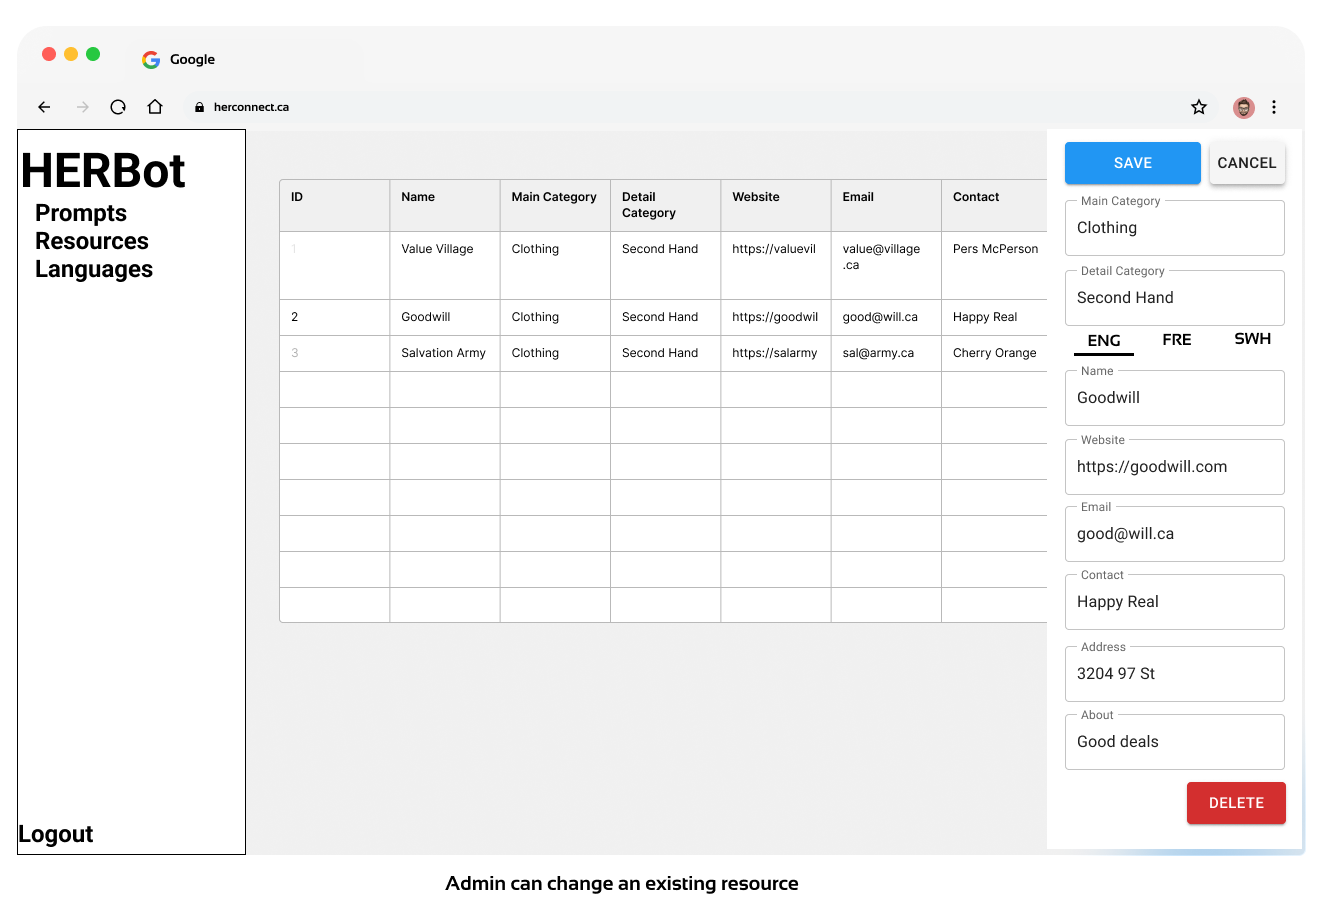 Google
herconnect.ca
HERBot
Prompts
Resources
Languages
Logout
ID Name Main Category Detail Category Website Email Contact
1 Value Village Clothing Second Hand https://valuevil value@village.ca Pers McPerson
2 Goodwill Clothing Second Hand https://goodwil good@will.ca Happy Real
3 Salvation Army Clothing Second Hand https://salarmy sal@army.ca Cherry Orange
SAVE CANCEL
Main Category
Clothing
Detail Category
Second Hand
ENG FRE SWH
Name
Goodwill
Website
https://goodwill.com
Email
good@will.ca
Contact
Happy Real
Address
3204 97 St
About
Good deals
DELETE
Admin can change an existing resource